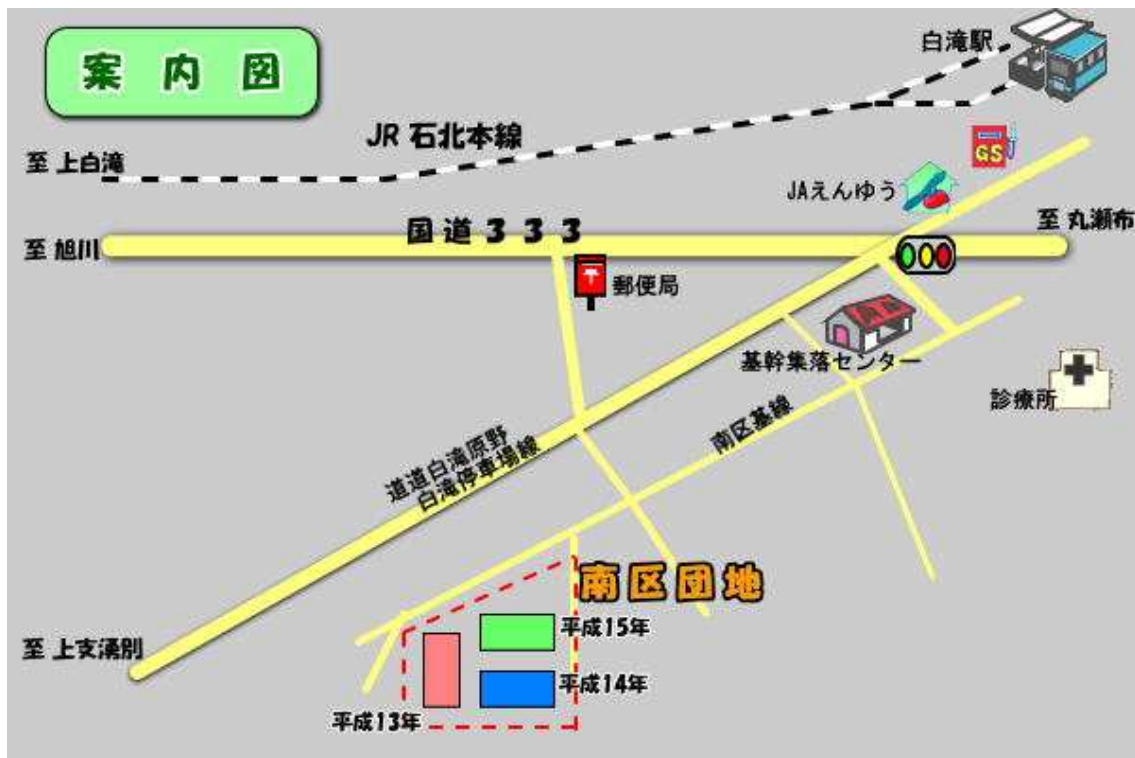 案内図
白滝駅
JR 石北本線
至 上白滝
GS
JAえんゆう
国道333
至 丸瀬布
至 旭川
〒
郵便局
基幹集落センター
診療所
南区基線
道道白滝原野
白滝停車場線
南区団地
平成15年
至 上支湧別
平成14年
平成13年